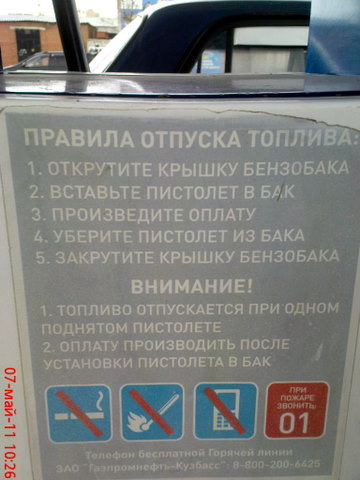 ПРАВИЛА ОТПУСКА ТОПЛИВА:
1. ОТКРУТИТЕ КРЫШКУ БЕНЗОБАКА
2. ВСТАВЬТЕ ПИСТОЛЕТ В БАК
3. ПРОИЗВЕДИТЕ ОПЛАТУ
4. УБЕРИТЕ ПИСТОЛЕТ ИЗ БАКА
5. ЗАКРУТИТЕ КРЫШКУ БЕНЗОБАКА
ВНИМАНИЕ!
1. ТОПЛИВО ОТПУСКАЕТСЯ ПРИ ОДНОМ
ПОДНЯТОМ ПИСТОЛЕТЕ
2. ОПЛАТУ ПРОИЗВОДИТЬ ПОСЛЕ
УСТАНОВКИ ПИСТОЛЕТА В БАК
ПРИ
ПОЖАРЕ
ЗВОНИТЬ:
01
Телефон бесплатной Горячей линии
ЗАО "Газпромнефть-Кузбасс": 8-800-200-6425
07-май-11 10:26